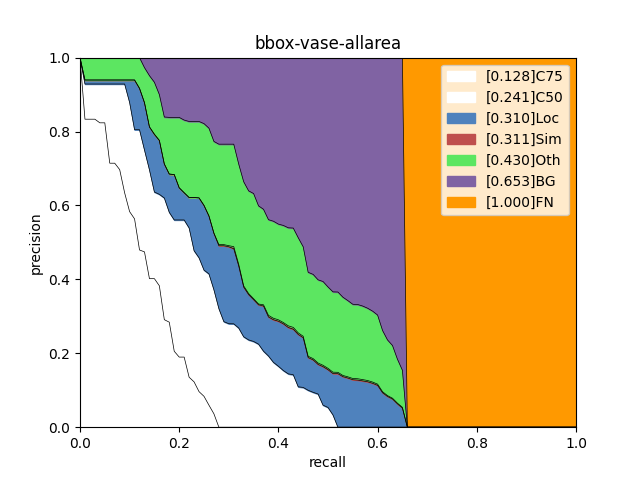 bbox-vase-allarea
1.0
0.8
0.6
0.4
0.2
0.0
precision
0.0 0.2 0.4 0.6 0.8 1.0
recall
[0.128]C75
[0.241]C50
[0.310]Loc
[0.311]Sim
[0.430]Oth
[0.653]BG
[1.000]FN